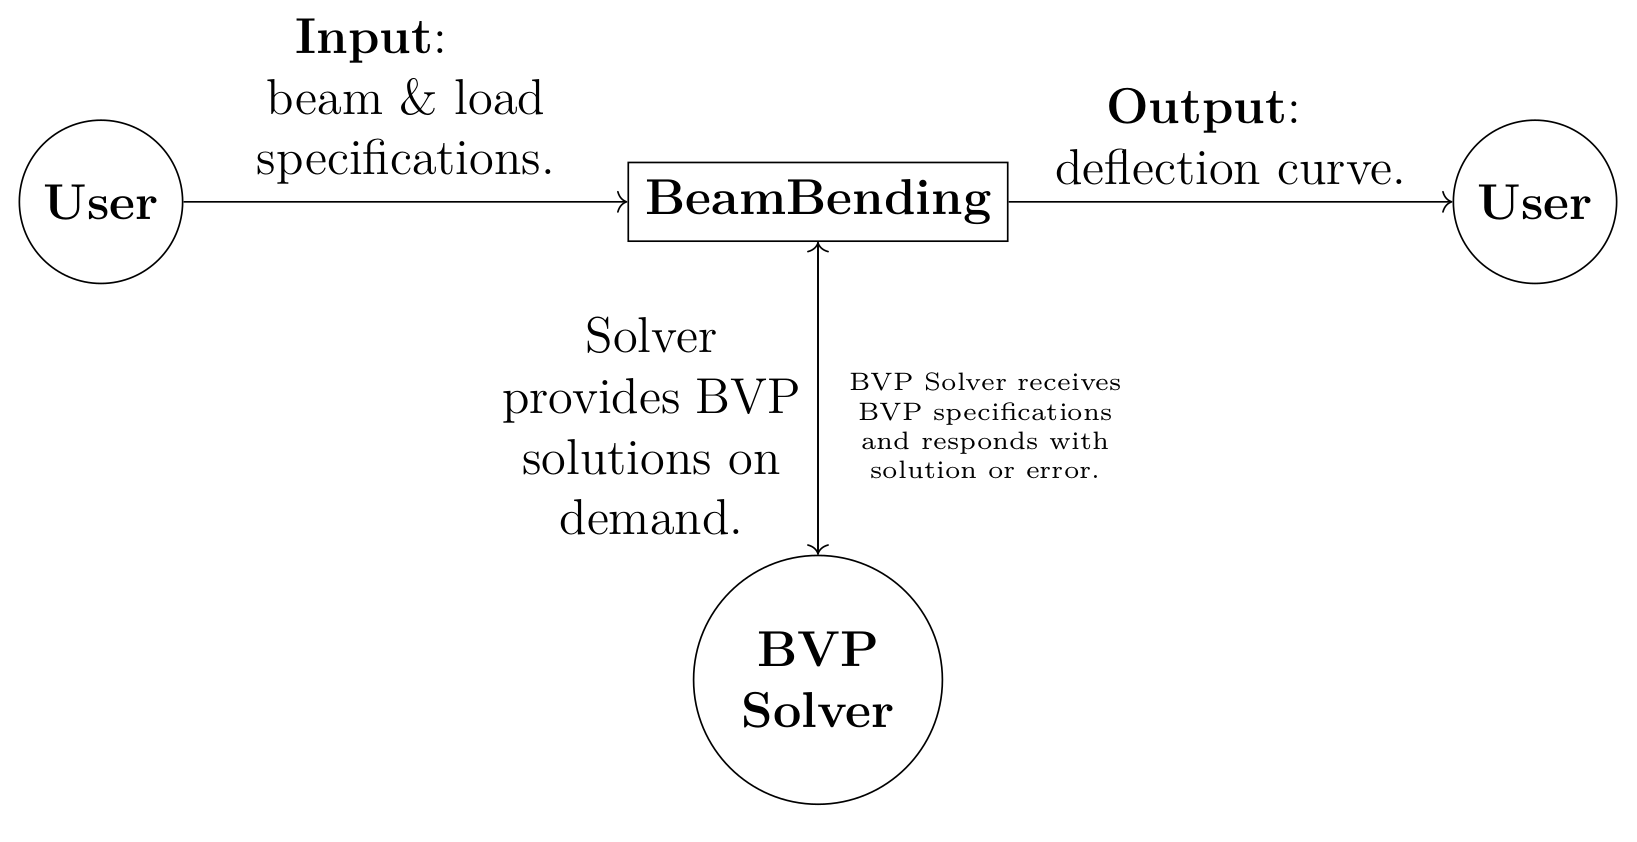 Input:
beam & load
specifications.
User
BeamBending
Output:
deflection curve.
User
Solver
provides BVP
solutions on
demand.
BVP Solver receives
BVP specifications
and responds with
solution or error.
BVP
Solver